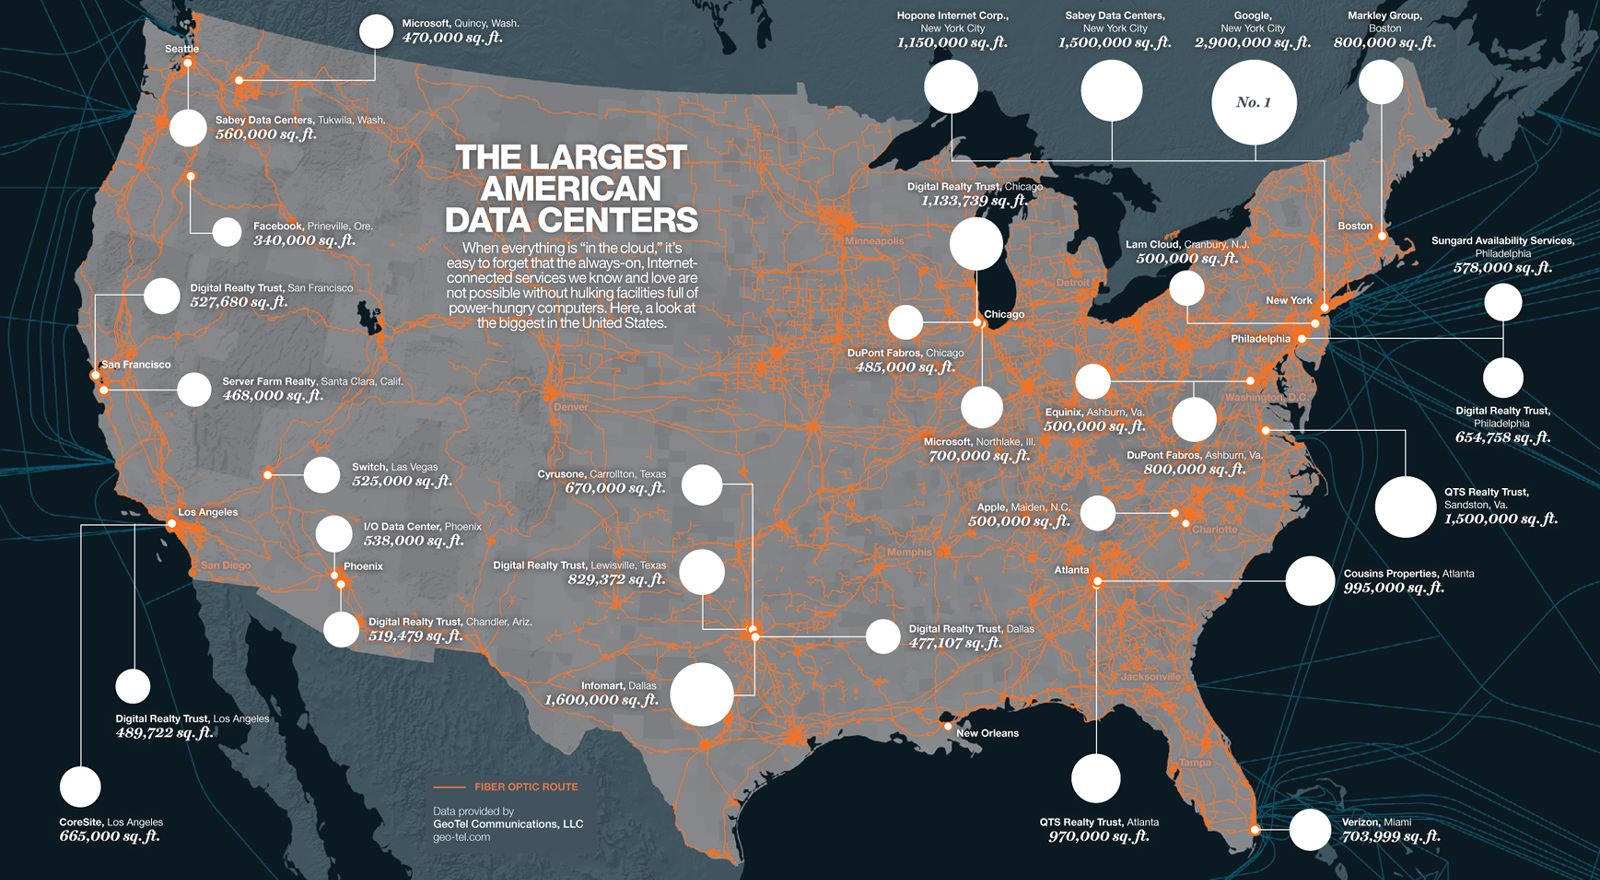 THE LARGEST
AMERICAN
DATA CENTERS
When everything is “in the cloud,” it’s
easy to forget that the always-on, Internet-
connected services we know and love are
not possible without hulking facilities full of
power-hungry computers. Here, a look at
the biggest in the United States.
Microsoft, Quincy, Wash.
470,000 sq. ft.
Seattle
Sabey Data Centers, Tukwila, Wash.
560,000 sq. ft.
Facebook, Prineville, Ore.
340,000 sq. ft.
Digital Realty Trust, San Francisco
527,680 sq. ft.
San Francisco
Server Farm Realty, Santa Clara, Calif.
468,000 sq. ft.
Switch, Las Vegas
525,000 sq. ft.
Los Angeles
I/O Data Center, Phoenix
538,000 sq. ft.
San Diego
Phoenix
Digital Realty Trust, Chandler, Ariz.
519,479 sq. ft.
Digital Realty Trust, Los Angeles
489,722 sq. ft.
CoreSite, Los Angeles
665,000 sq. ft.
Hopone Internet Corp.,
New York City
1,150,000 sq. ft.
Sabey Data Centers,
New York City
1,500,000 sq. ft.
Google,
New York City
2,900,000 sq. ft.
No. 1
Markley Group,
Boston
800,000 sq. ft.
Digital Realty Trust, Chicago
1,133,739 sq. ft.
Minneapolis
Detroit
Lam Cloud, Cranbury, N.J.
500,000 sq. ft.
Boston
Sungard Availability Services,
Philadelphia
578,000 sq. ft.
New York
Chicago
Philadelphia
DuPont Fabros, Chicago
485,000 sq. ft.
Denver
Washington, D.C.
Equinix, Ashburn, Va.
500,000 sq. ft.
Digital Realty Trust,
Philadelphia
654,758 sq. ft.
Microsoft, Northlake, Ill.
700,000 sq. ft.
DuPont Fabros, Ashburn, Va.
800,000 sq. ft.
Cyrusone, Carrollton, Texas
670,000 sq. ft.
QTS Realty Trust,
Sandston, Va.
1,500,000 sq. ft.
Apple, Maiden, N.C.
500,000 sq. ft.
Charlotte
Memphis
Digital Realty Trust, Lewisville, Texas
829,372 sq. ft.
Atlanta
Cousins Properties, Atlanta
995,000 sq. ft.
Digital Realty Trust, Dallas
477,107 sq. ft.
Jacksonville
Infomart, Dallas
1,600,000 sq. ft.
New Orleans
Tampa
QTS Realty Trust, Atlanta
970,000 sq. ft.
Verizon, Miami
703,999 sq. ft.
FIBER OPTIC ROUTE
Data provided by
GeoTel Communications, LLC
geo-tel.com